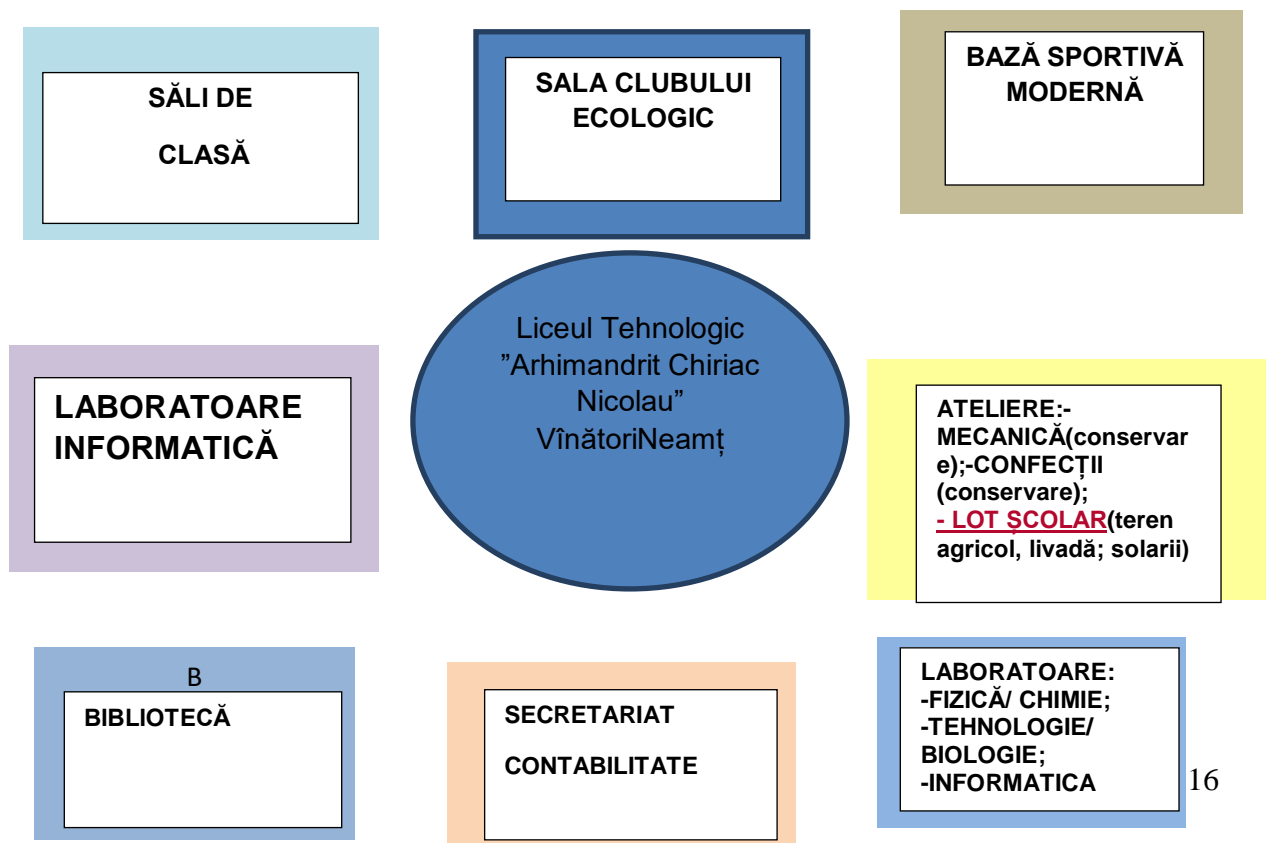 SĂLI DE
CLASĂ
SALA CLUBULUI
ECOLOGIC
BAZĂ SPORTIVĂ
MODERNĂ
LABORATOARE
INFORMATICĂ
Liceul Tehnologic
”Arhimandrit Chiriac
Nicolau”
VînătoriNeamț
ATELIERE:-
MECANICĂ(conservar
e);-CONFECȚII
(conservare);
- LOT ȘCOLAR(teren
agricol, livadă; solarii)
B
BIBLIOTECĂ
SECRETARIAT
CONTABILITATE
LABORATOARE:
-FIZICĂ/ CHIMIE;
-TEHNOLOGIE/
BIOLOGIE;
-INFORMATICA
16